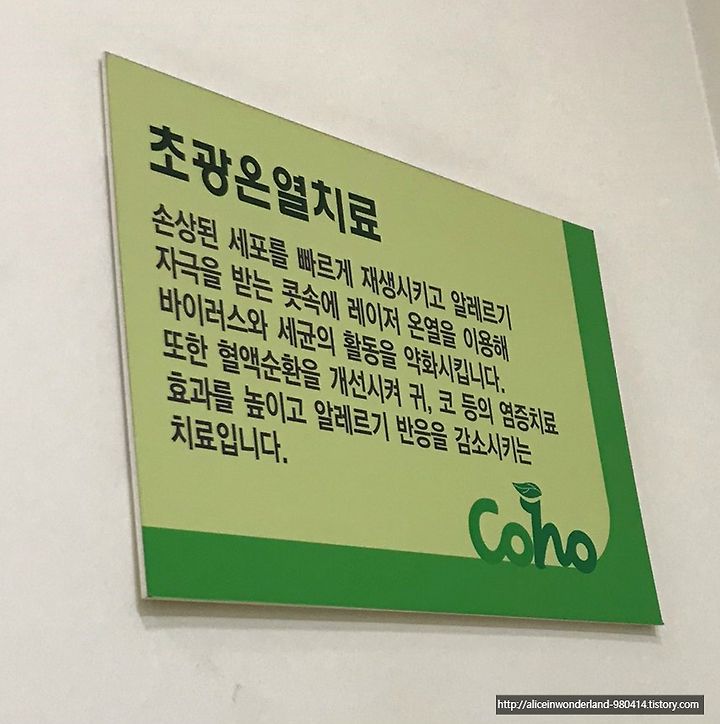 초광온열치료
손상된 세포를 빠르게 재생시키고 알레르기
자극을 받는 콧속에 레이저 온열을 이용해
바이러스와 세균의 활동을 약화시킵니다.
또한 혈액순환을 개선시켜 귀, 코 등의 염증치료
효과를 높이고 알레르기 반응을 감소시키는
치료입니다.
Coho
http://aliceinwonderland-980414.tistory.com